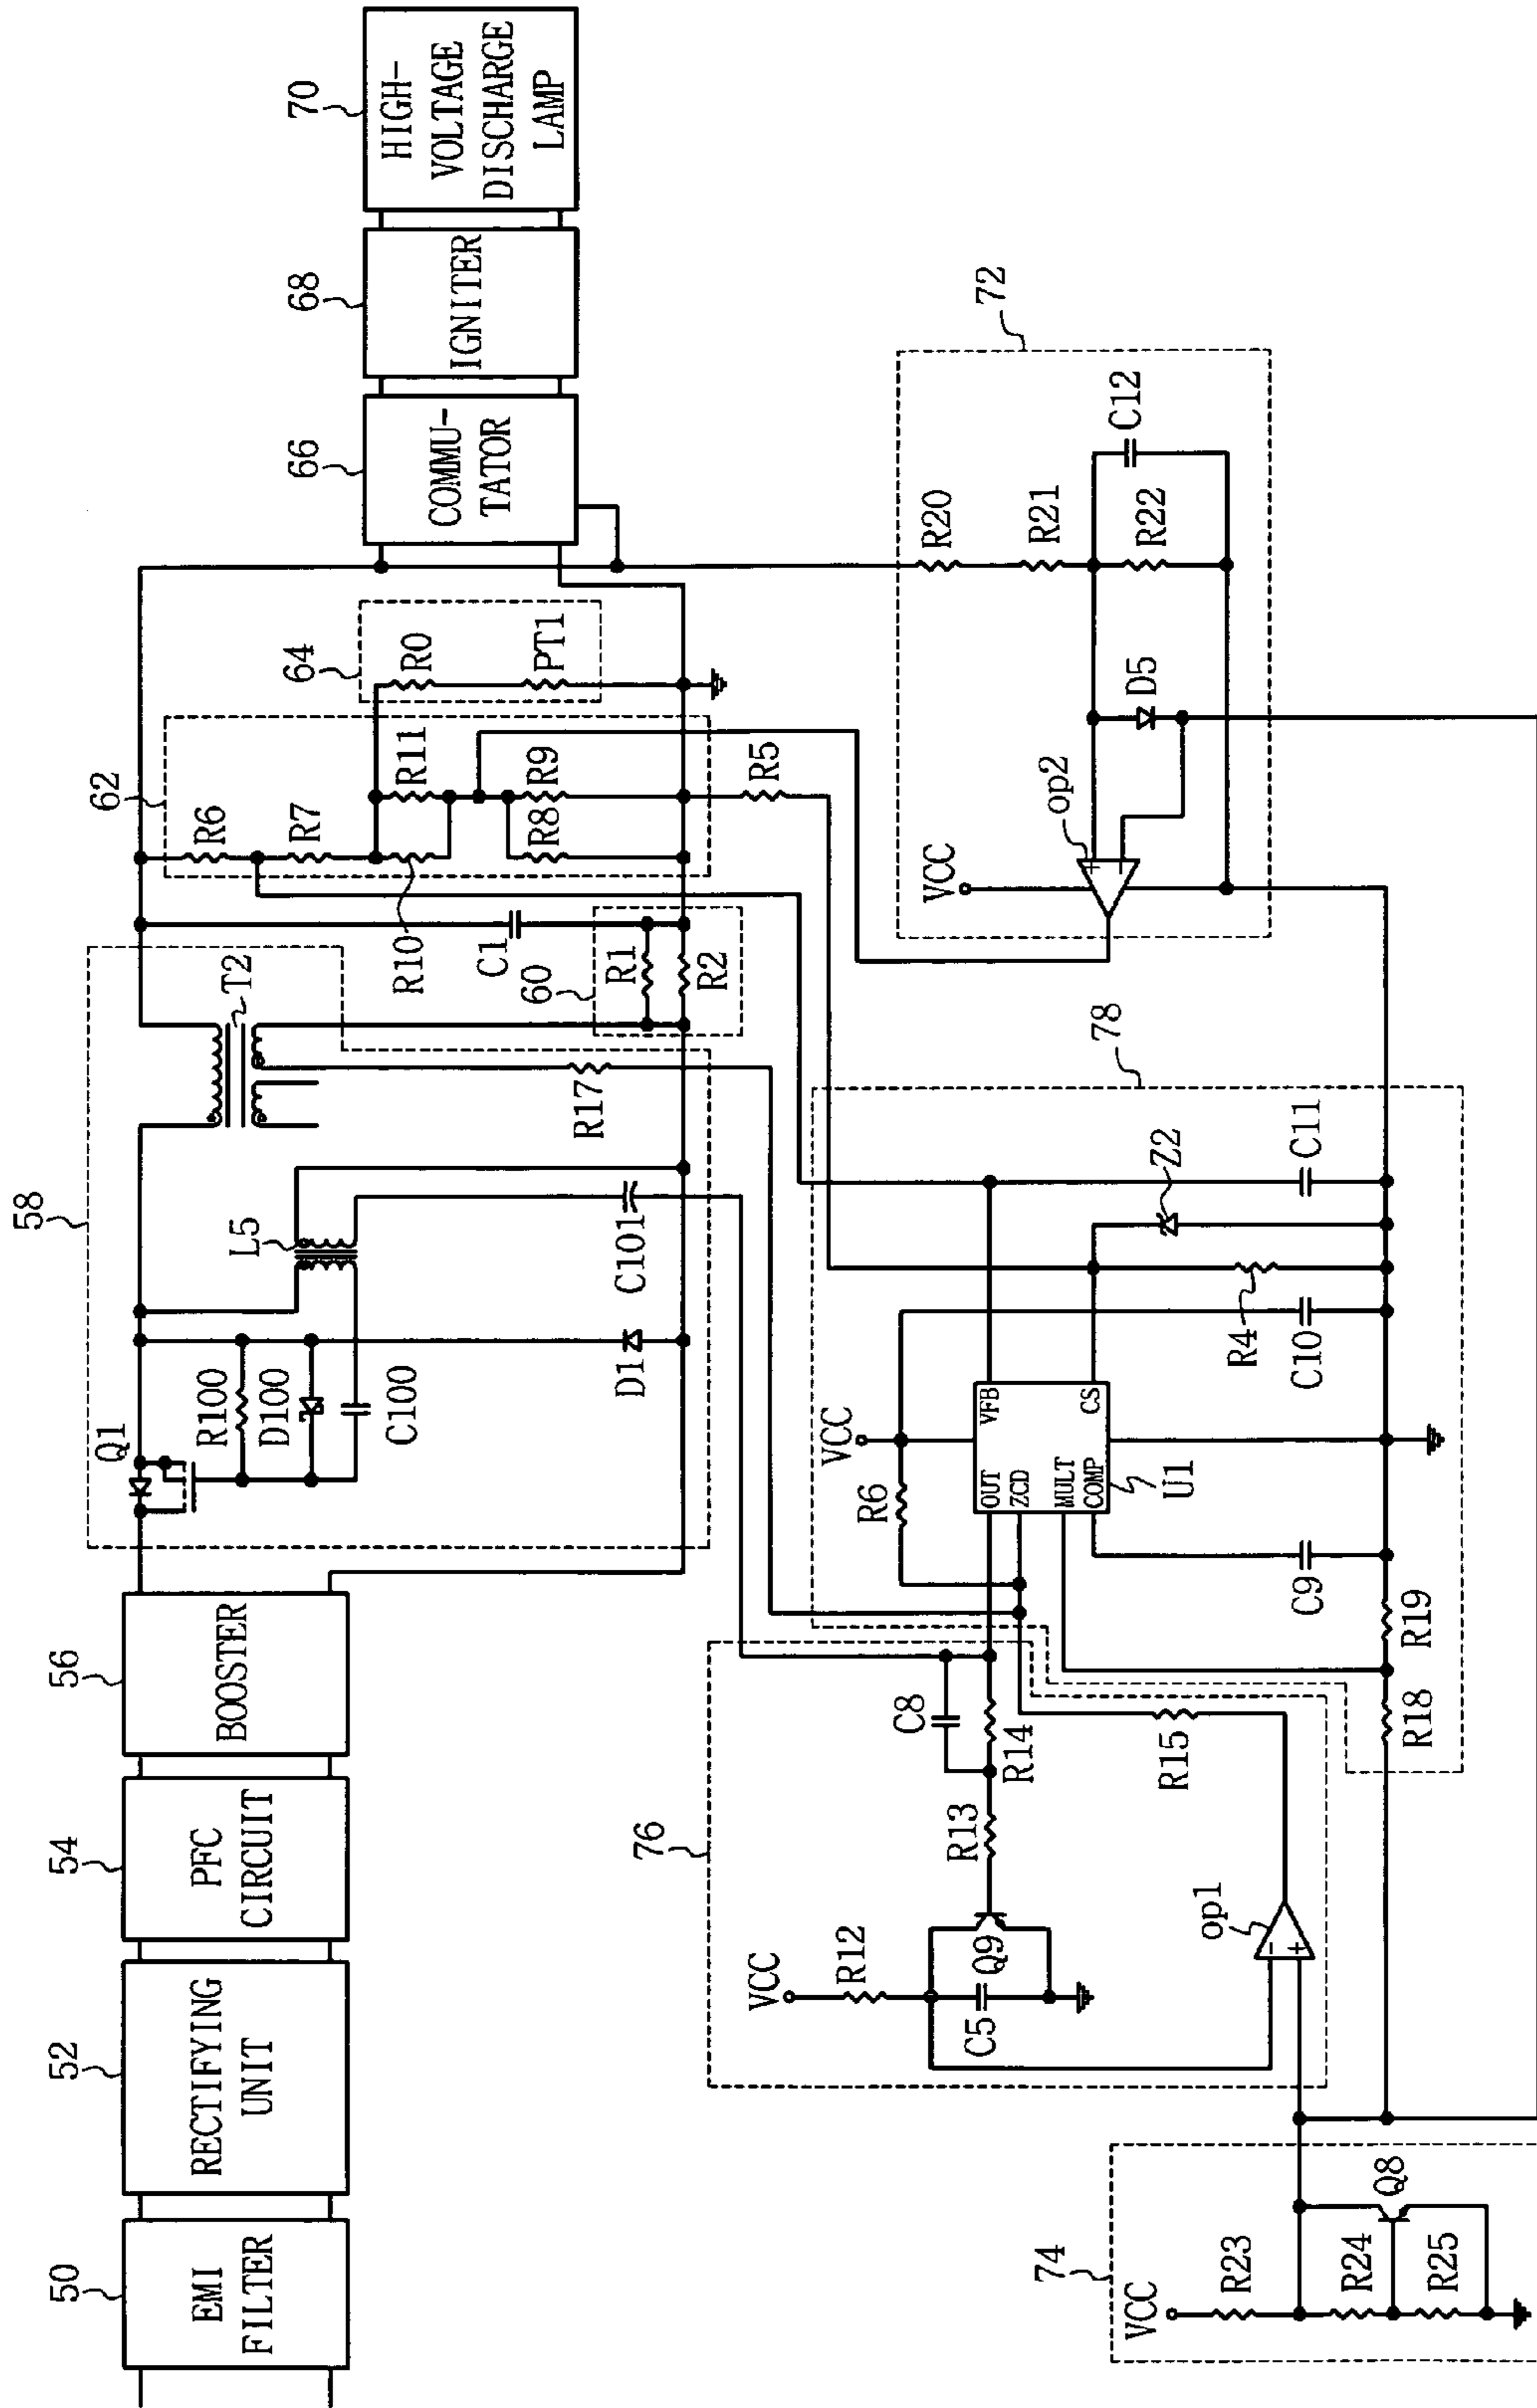 50
EMI
FILTER
52
RECTIFYING
UNIT
54
PFC
CIRCUIT
56
BOOSTER
58
Q1
R100
D100
C100
L5
D1
C101
T2
R17
60
R1
R2
C1
62
R6
R7
R10
R11
R8
R9
64
R0
PT1
66
COMMU-
TATOR
68
IGNITER
70
HIGH-
VOLTAGE
DISCHARGE
LAMP
R5
72
VCC
op2
+
-
D5
R20
R21
R22
C12
74
VCC
R23
R24
R25
Q8
76
VCC
R12
C5
Q9
R13
C8
R14
R15
op1
-
+
78
VCC
R6
OUT
ZCD
MULT
COMP
VFB
CS
U1
C9
R18
R19
R4
C10
Z2
C11